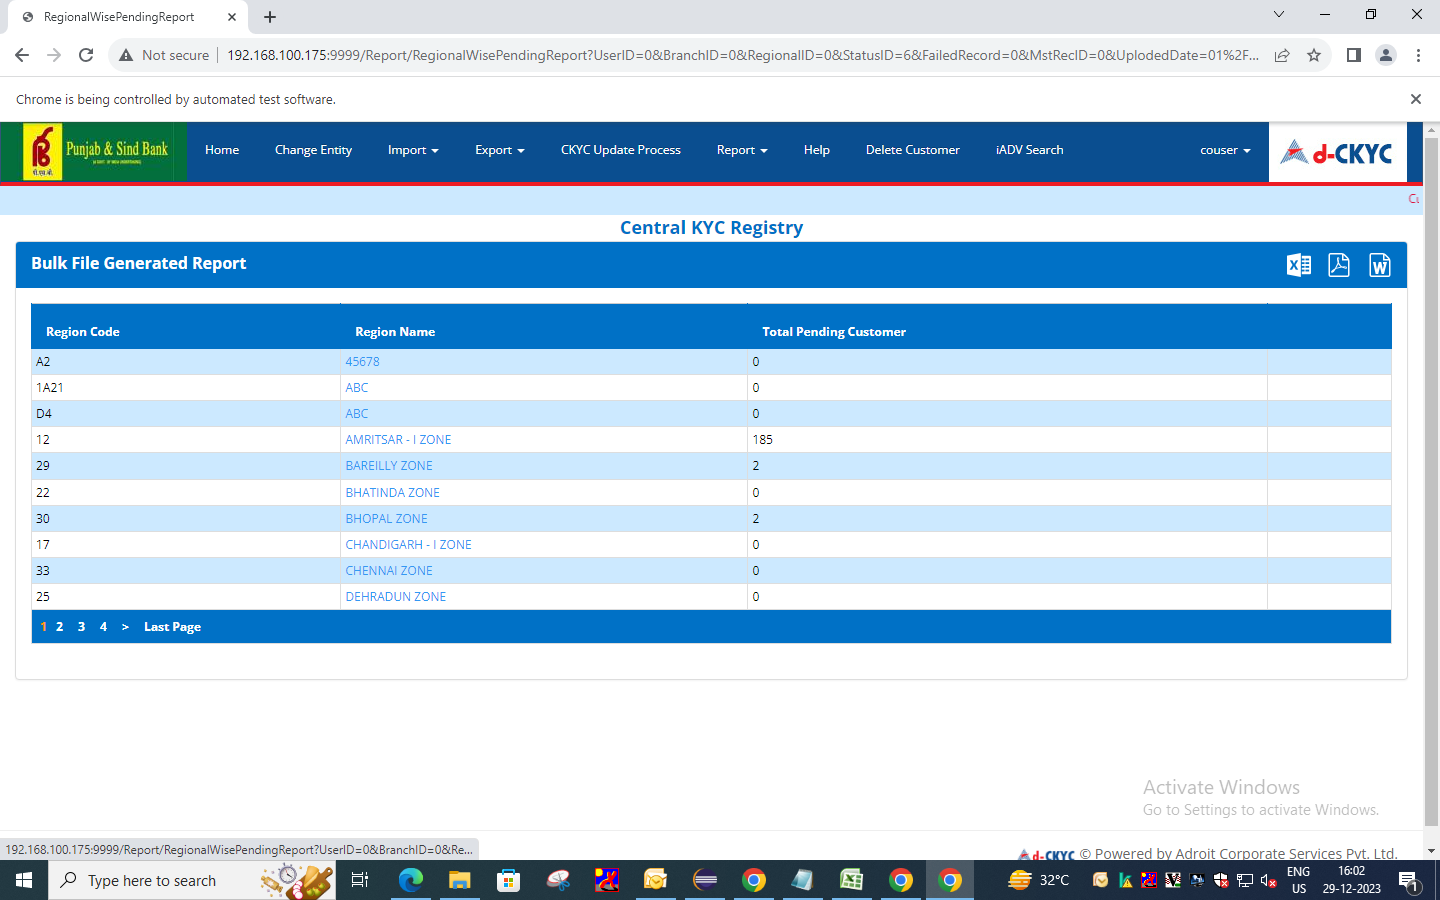 RegionalWisePendingReport
Not secure
192.168.100.175:9999/Report/RegionalWisePendingReport?UserID=0&BranchID=0&RegionalID=0&StatusID=6&FailedRecord=0&MstRecID=0&UplodedDate=01%2F...
Chrome is being controlled by automated test software.
Punjab & Sind Bank
Home Change Entity Import Export CKYC Update Process Report Help Delete Customer iADV Search couser d-CKYC
Central KYC Registry
Bulk File Generated Report
Region Code Region Name Total Pending Customer
A2 45678 0
1A21 ABC 0
D4 ABC 0
12 AMRITSAR - I ZONE 185
29 BAREILLY ZONE 2
22 BHATINDA ZONE 0
30 BHOPAL ZONE 2
17 CHANDIGARH - I ZONE 0
33 CHENNAI ZONE 0
25 DEHRADUN ZONE 0
1 2 3 4 > Last Page
Activate Windows
Go to Settings to activate Windows.
192.168.100.175:9999/Report/RegionalWisePendingReport?UserID=0&BranchID=0&Re...
d-CKYC © Powered by Adroit Corporate Services Pvt. Ltd.
Type here to search
32°C
ENG
US
16:02
29-12-2023
1